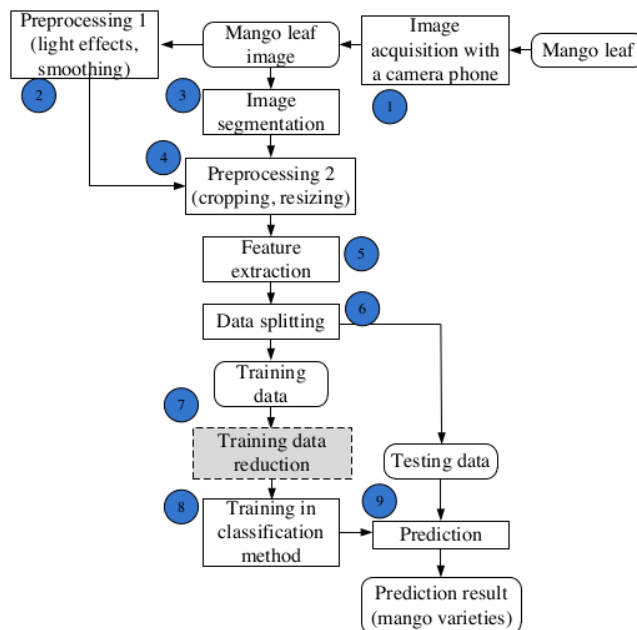 Preprocessing 1
(light effects,
smoothing)
2
Mango leaf
image
Image
acquisition with
a camera phone
1
Mango leaf
3
Image
segmentation
4
Preprocessing 2
(cropping, resizing)
Feature
extraction
5
Data splitting
6
Training
data
7
Training data
reduction
Testing data
8
Training in
classification
method
9
Prediction
Prediction result
(mango varieties)